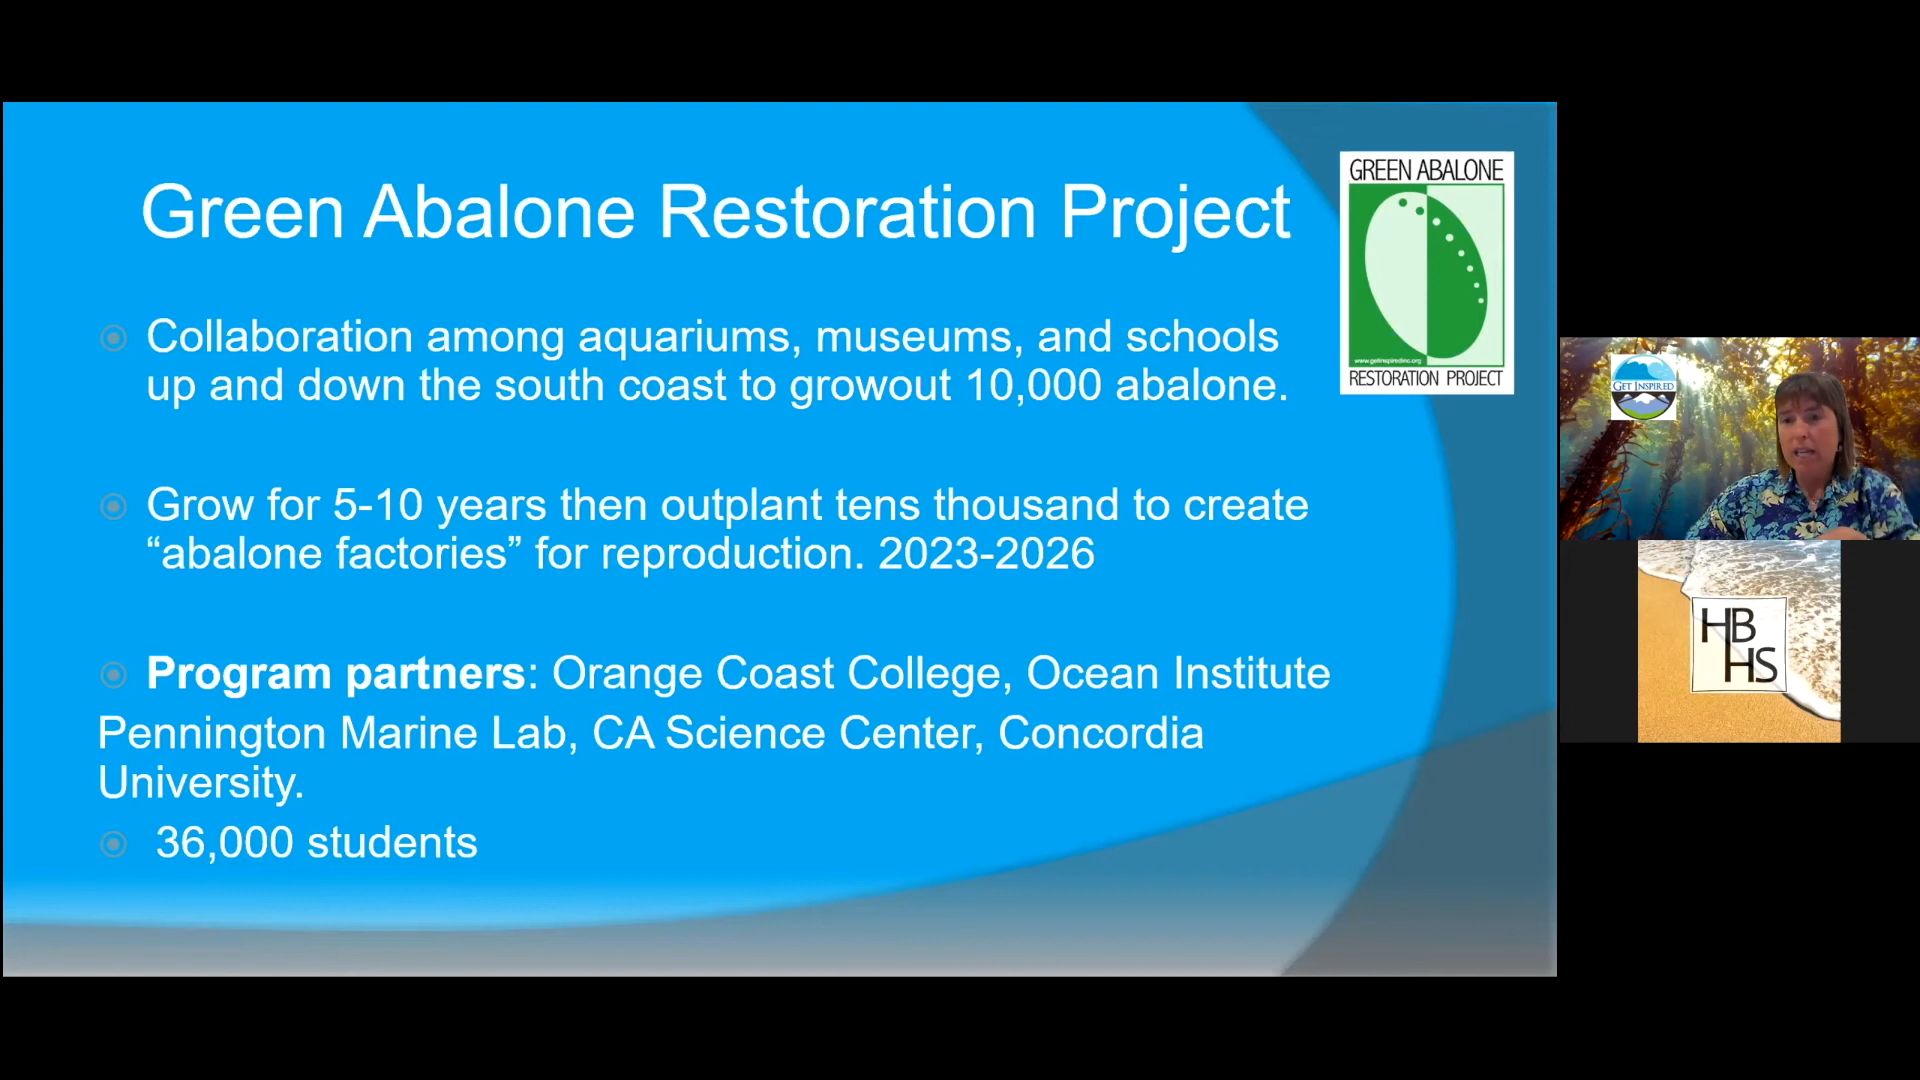 Green Abalone Restoration Project
Collaboration among aquariums, museums, and schools
up and down the south coast to growout 10,000 abalone.
Grow for 5-10 years then outplant tens thousand to create
“abalone factories” for reproduction. 2023-2026
Program partners: Orange Coast College, Ocean Institute
Pennington Marine Lab, CA Science Center, Concordia
University.
36,000 students
GREEN ABALONE
www.getinspiredinc.org
RESTORATION PROJECT
GET INSPIRED
HB
HS